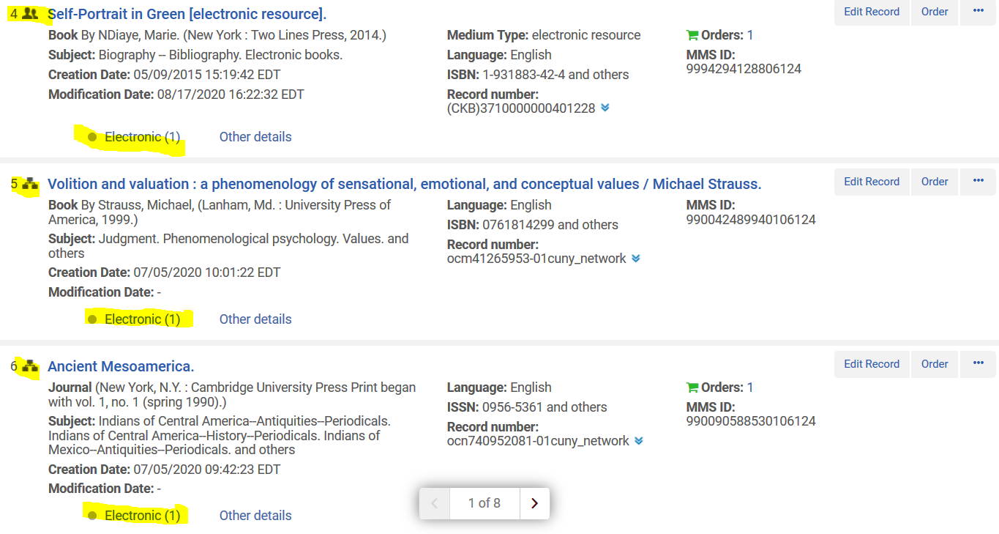 4 Self-Portrait in Green [electronic resource]. Edit Record Order •••
Book By NDiaye, Marie. (New York : Two Lines Press, 2014.) Medium Type: electronic resource Orders: 1
Subject: Biography -- Bibliography. Electronic books. Language: English MMS ID:
9994294128806124
Creation Date: 05/09/2015 15:19:42 EDT ISBN: 1-931883-42-4 and others
Modification Date: 08/17/2020 16:22:32 EDT Record number:
(CKB)3710000000401228
Electronic (1) Other details
5 Volition and valuation : a phenomenology of sensational, emotional, and conceptual values / Michael Strauss. Edit Record Order •••
Book By Strauss, Michael, (Lanham, Md. : University Press of Language: English MMS ID:
America, 1999.) 990042489940106124
ISBN: 0761814299 and others
Subject: Judgment. Phenomenological psychology. Values. and Record number:
others ocm41265953-01cuny_network
Creation Date: 07/05/2020 10:01:22 EDT
Modification Date: -
Electronic (1) Other details
6 Ancient Mesoamerica. Edit Record Order •••
Journal (New York, N.Y. : Cambridge University Press Print began Language: English Orders: 1
with vol. 1, no. 1 (spring 1990).) ISSN: 0956-5361 and others MMS ID:
Subject: Indians of Central America--Antiquities--Periodicals. Record number: 990090588530106124
Indians of Central America--History--Periodicals. Indians of ocn740952081-01cuny_network
Mexico--Antiquities--Periodicals. and others
Creation Date: 07/05/2020 09:42:23 EDT
Modification Date: -
1 of 8
Electronic (1) Other details